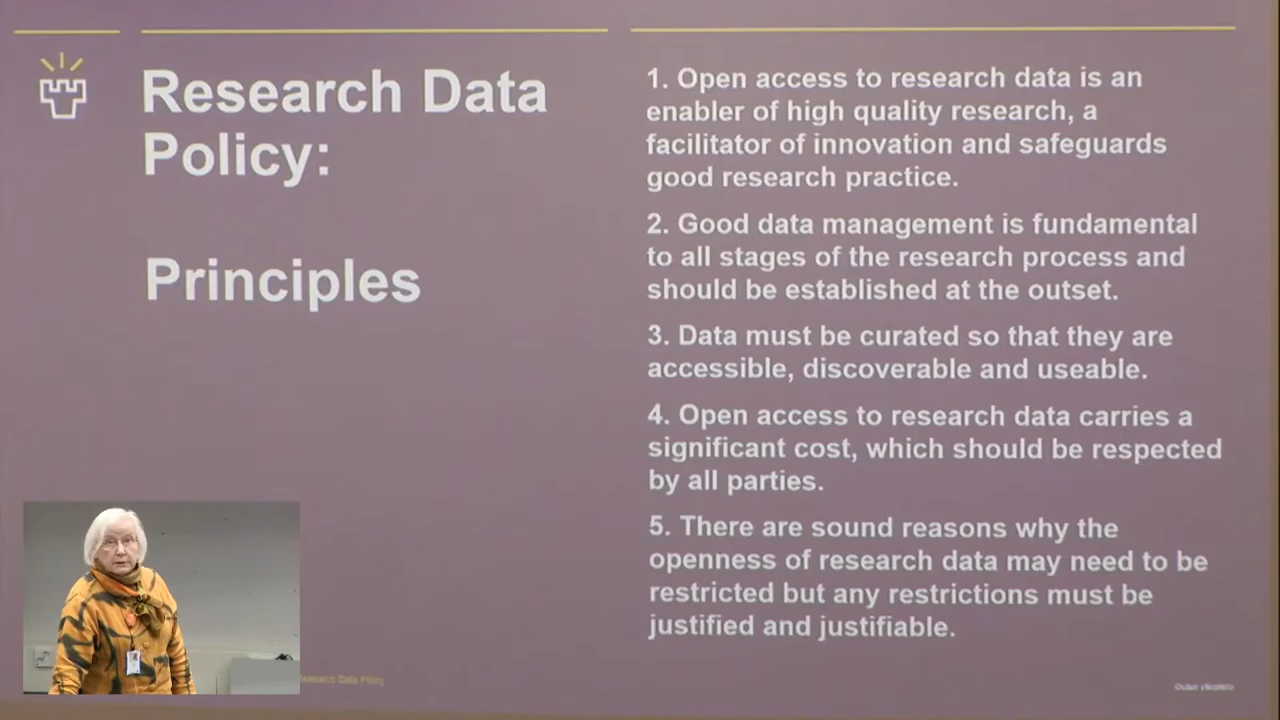 Research Data
Policy:
Principles
1. Open access to research data is an
enabler of high quality research, a
facilitator of innovation and safeguards
good research practice.
2. Good data management is fundamental
to all stages of the research process and
should be established at the outset.
3. Data must be curated so that they are
accessible, discoverable and useable.
4. Open access to research data carries a
significant cost, which should be respected
by all parties.
5. There are sound reasons why the
openness of research data may need to be
restricted but any restrictions must be
justified and justifiable.
Research Data Policy